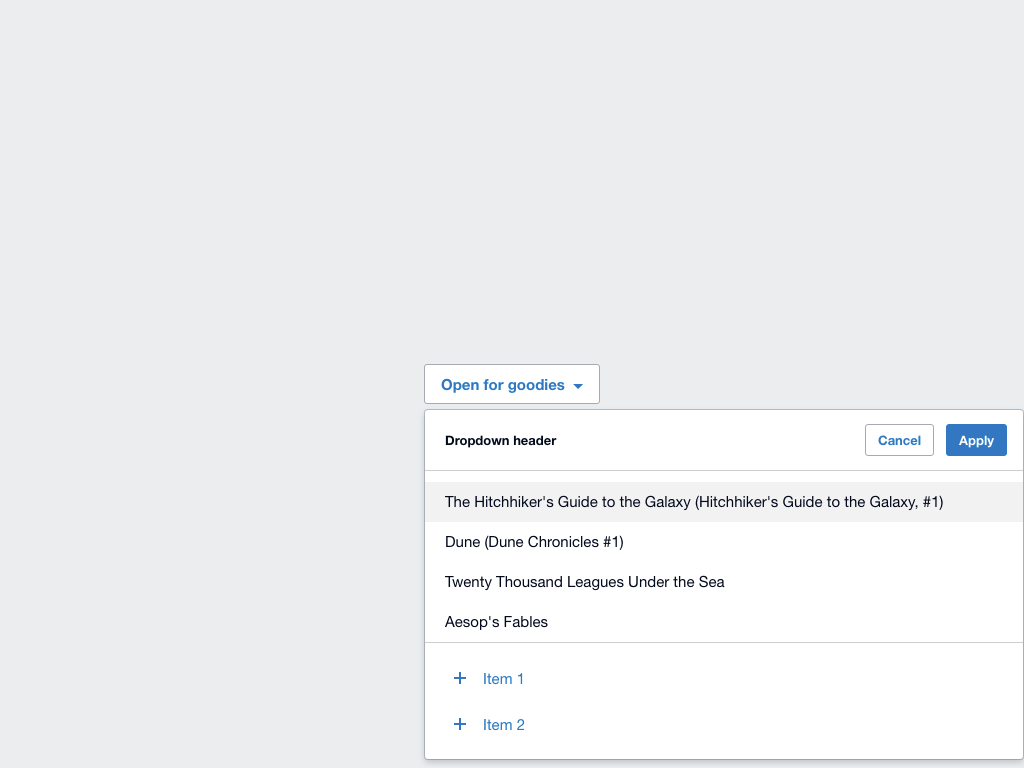 Open for goodies
Dropdown header
Cancel
Apply
The Hitchhiker's Guide to the Galaxy (Hitchhiker's Guide to the Galaxy, #1)
Dune (Dune Chronicles #1)
Twenty Thousand Leagues Under the Sea
Aesop's Fables
Item 1
Item 2